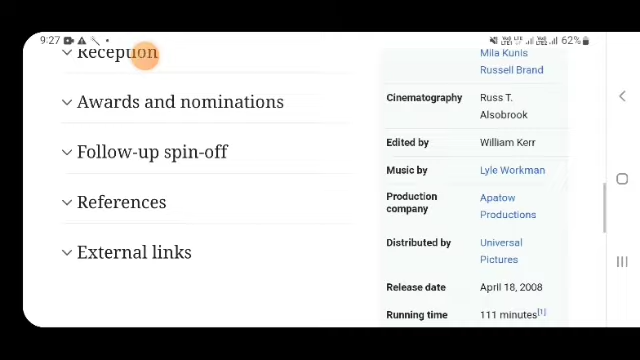 9:27
62%
Reception
Awards and nominations
Follow-up spin-off
References
External links
Mila Kunis
Russell Brand
Cinematography Russ T.
Alsobrook
Edited by William Kerr
Music by Lyle Workman
Production Apatow
company Productions
Distributed by Universal
Pictures
Release date April 18, 2008
Running time 111 minutes[1]